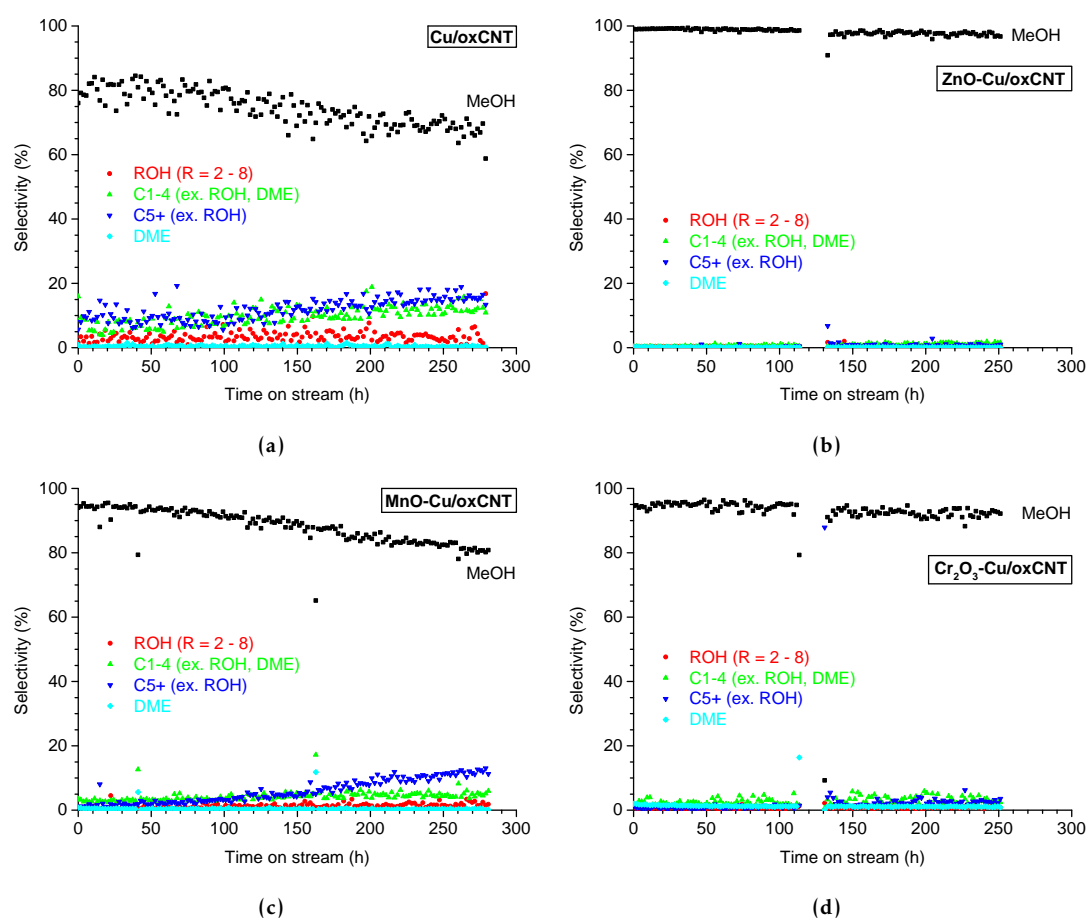 100
80
60
40
20
0
Selectivity (%)
Cu/oxCNT
MeOH
ROH (R = 2 - 8)
C1-4 (ex. ROH, DME)
C5+ (ex. ROH)
DME
0 50 100 150 200 250 300
Time on stream (h)
(a)
100
80
60
40
20
0
Selectivity (%)
MeOH
ZnO-Cu/oxCNT
ROH (R = 2 - 8)
C1-4 (ex. ROH, DME)
C5+ (ex. ROH)
DME
0 50 100 150 200 250 300
Time on stream (h)
(b)
100
80
60
40
20
0
Selectivity (%)
MnO-Cu/oxCNT
MeOH
ROH (R = 2 - 8)
C1-4 (ex. ROH, DME)
C5+ (ex. ROH)
DME
0 50 100 150 200 250 300
Time on stream (h)
(c)
100
80
60
40
20
0
Selectivity (%)
MeOH
Cr₂O₃-Cu/oxCNT
ROH (R = 2 - 8)
C1-4 (ex. ROH, DME)
C5+ (ex. ROH)
DME
0 50 100 150 200 250 300
Time on stream (h)
(d)